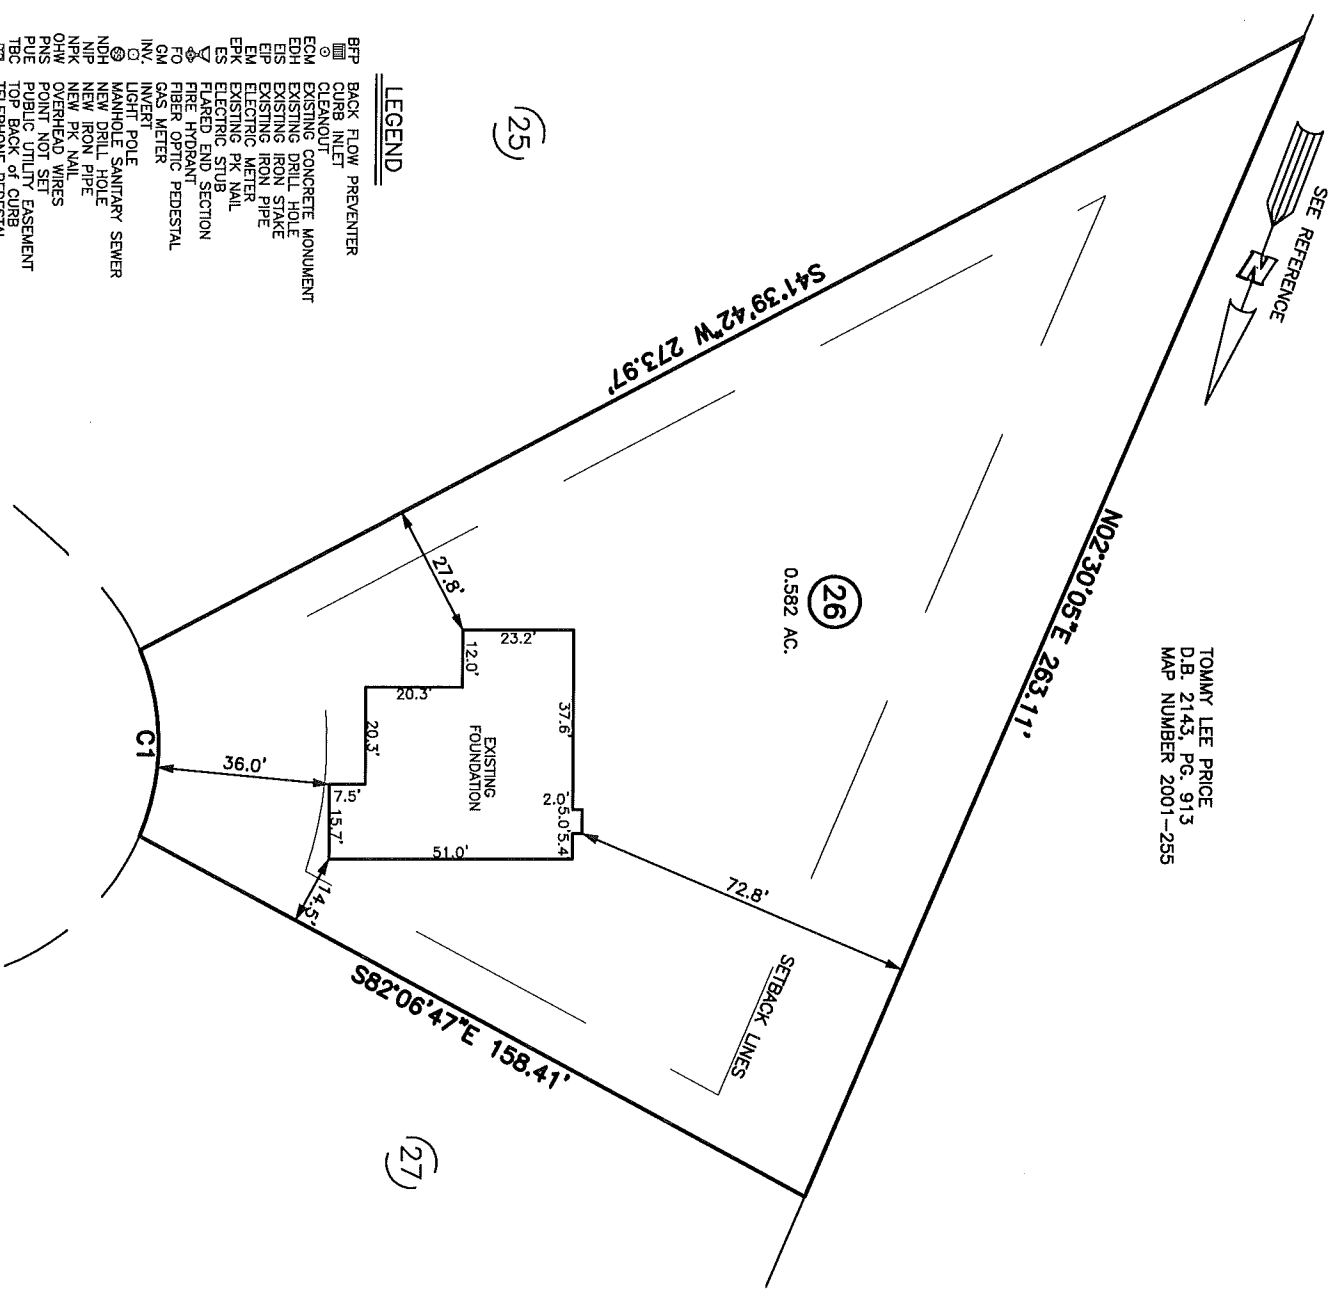 SEE REFERENCE
N
TOMMY LEE PRICE
D.B. 2143, PG. 913
MAP NUMBER 2001-255
N02°30'05"E 263.11'
S41°39'42"W 273.97'
S82°06'47"E 158.41'
26
0.582 AC.
25
27
SETBACK LINES
72.8'
27.8'
23.2'
12.0'
20.3'
20.3'
7.5'
15.7'
51.0'
37.6'
2.0'
5.0'
5.4
14.5'
36.0'
EXISTING
FOUNDATION
C1
LEGEND
BFP BACK FLOW PREVENTER
CURB INLET
CLEANOUT
ECM EXISTING CONCRETE MONUMENT
EDH EXISTING DRILL HOLE
EIS EXISTING IRON STAKE
EIP EXISTING IRON PIPE
EM ELECTRIC METER
EPK EXISTING PK NAIL
ES ELECTRIC STUB
FLARED END SECTION
FIRE HYDRANT
FO FIBER OPTIC PEDESTAL
GM GAS METER
INV. INVERT
LIGHT POLE
MANHOLE SANITARY SEWER
NDH NEW DRILL HOLE
NIP NEW IRON PIPE
NPK NEW PK NAIL
OHW OVERHEAD WIRES
PNS POINT NOT SET
PUE PUBLIC UTILITY EASEMENT
TBC TOP BACK of CURB
TELEPHONE PEDESTAL